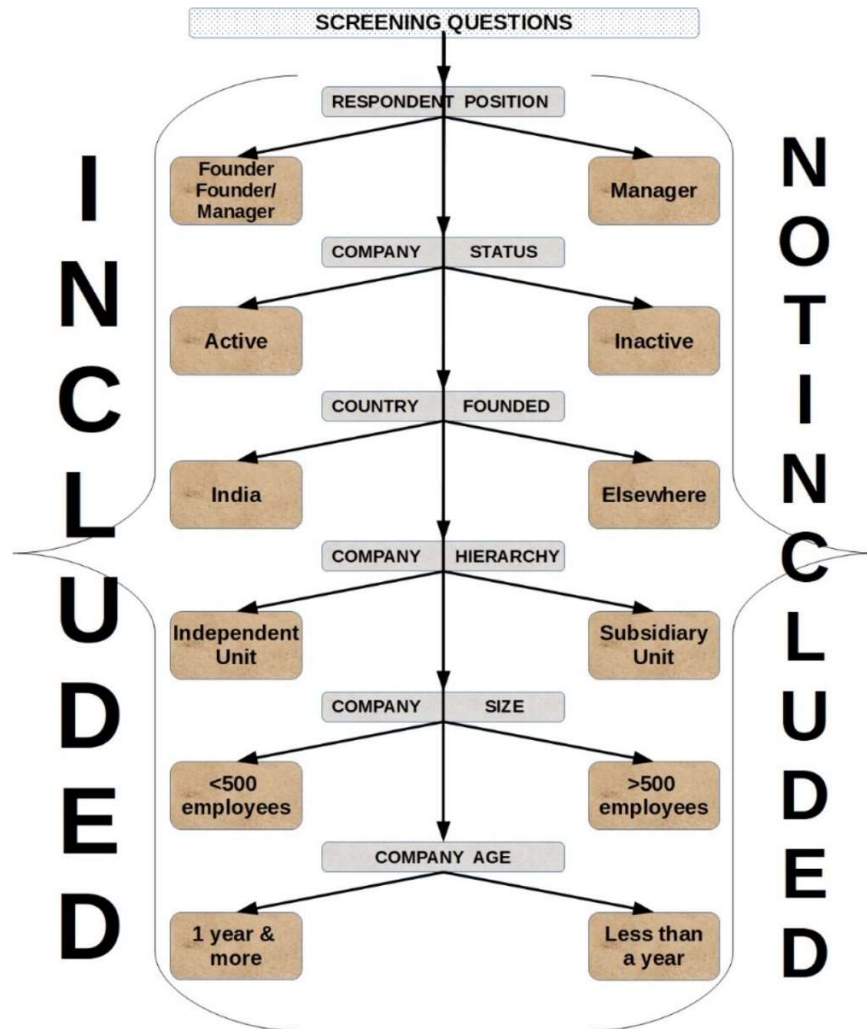 SCREENING QUESTIONS
RESPONDENT POSITION
Founder
Founder/
Manager
Manager
COMPANY STATUS
Active
Inactive
COUNTRY FOUNDED
India
Elsewhere
COMPANY HIERARCHY
Independent
Unit
Subsidiary
Unit
COMPANY SIZE
<500
employees
>500
employees
COMPANY AGE
1 year &
more
Less than
a year
INCLUDED
NOT INCLUDED